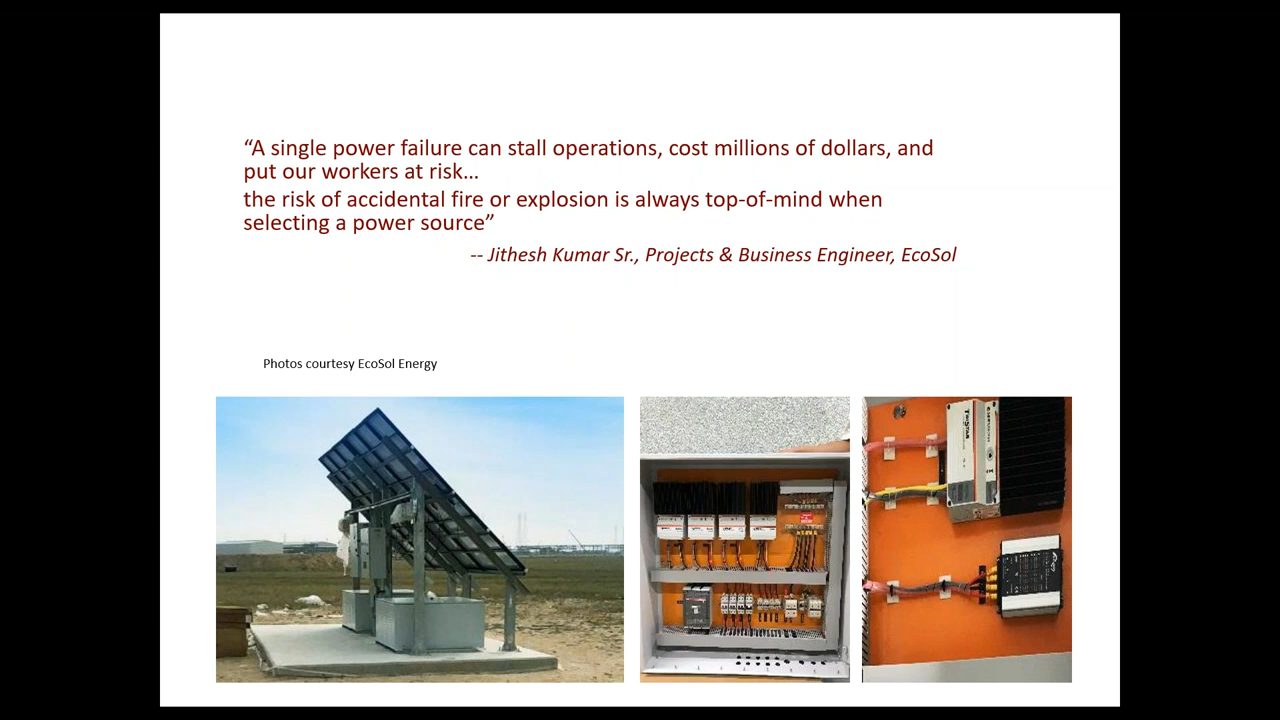 “A single power failure can stall operations, cost millions of dollars, and
put our workers at risk...
the risk of accidental fire or explosion is always top-of-mind when
selecting a power source”
-- Jithesh Kumar Sr., Projects & Business Engineer, EcoSol
Photos courtesy EcoSol Energy
TriStar